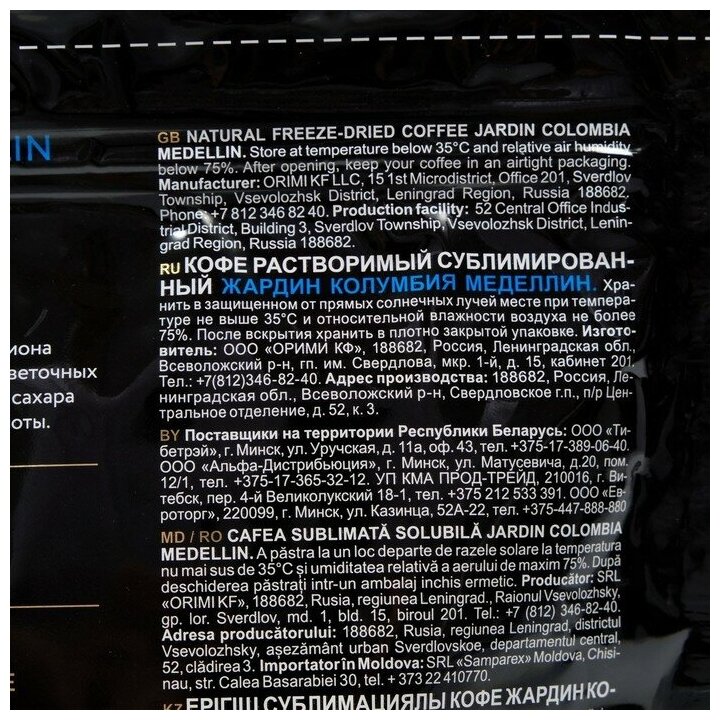 LIN
иона
веточных
сахара
оты.
E
GB NATURAL FREEZE-DRIED COFFEE JARDIN COLOMBIA
MEDELLIN. Store at temperature below 35°C and relative air humidity
below 75%. After opening, keep your coffee in an airtight packaging.
Manufacturer: ORIMI KF LLC, 15 1st Microdistrict, Office 201, Sverdlov
Township, Vsevolozhsk District, Leningrad Region, Russia 188682.
Phone: +7 812 346 82 40. Production facility: 52 Central Office Indus-
trial District, Building 3, Sverdlov Township, Vsevolozhsk District, Lenin-
grad Region, Russia 188682.
RU КОФЕ РАСТВОРИМЫЙ СУБЛИМИРОВАН-
НЫЙ ЖАРДИН КОЛУМБИЯ МЕДЕЛЛИН. Хра-
нить в защищенном от прямых солнечных лучей месте при темпера-
туре не выше 35°C и относительной влажности воздуха не более
75%. После вскрытия хранить в плотно закрытой упаковке. Изгото-
витель: ООО «ОРИМИ КФ», 188682, Россия, Ленинградская обл.,
Всеволожский р-н, гп. им. Свердлова, мкр. 1-й, д. 15, кабинет 201.
Тел.: +7(812)346-82-40. Адрес производства: 188682, Россия, Ле-
нинградская обл., Всеволожский р-н, Свердловское г.п., п/р Цен-
тральное отделение, д. 52, к. 3.
BY Поставщики на территории Республики Беларусь: ООО «Ти-
бетрэй», г. Минск, ул. Уручская, д. 11а, оф. 43, тел. +375-17-389-06-40.
ООО «Альфа-Дистрибьюция», г. Минск, ул. Матусевича, д.20, пом.
12/1, тел. +375-17-365-32-12. УП КМА ПРОД-ТРЕЙД, 210016, г. Ви-
тебск, пер. 4-й Великолукский 18-1, тел. +375 212 533 391. ООО «Ев-
роторг», 220099, г. Минск, ул. Казинца, 52А-22, тел. +375-447-888-880
MD / RO CAFEA SUBLIMATĂ SOLUBILĂ JARDIN COLOMBIA
MEDELLIN. A păstra la un loc departe de razele solare la temperatura
nu mai sus de 35°C și umiditatea relativă a aerului de maxim 75%. După
deschiderea păstrați intr-un ambalaj inchis ermetic. Producător: SRL
«ORIMI KF», 188682, Rusia, regiunea Leningrad., Raionul Vsevolozhsky,
gp. lor. Sverdlov, md. 1, bld. 15, biroul 201. Tel.: +7 (812) 346-82-40.
Adresa producătorului: 188682, Rusia, regiunea Leningrad, districtul
Vsevolozhsky, așezământ urban Sverdlovskoe, departamentul central,
52, clădirea 3. Importator în Moldova: SRL «Samparex» Moldova, Chisi-
nau, str. Calea Basarabiei 30, tel. + 373 22 410770.
KZ ЕРІГІШ СУБЛИМАЦИЯЛЫ КОФЕ ЖАРДИН КО-